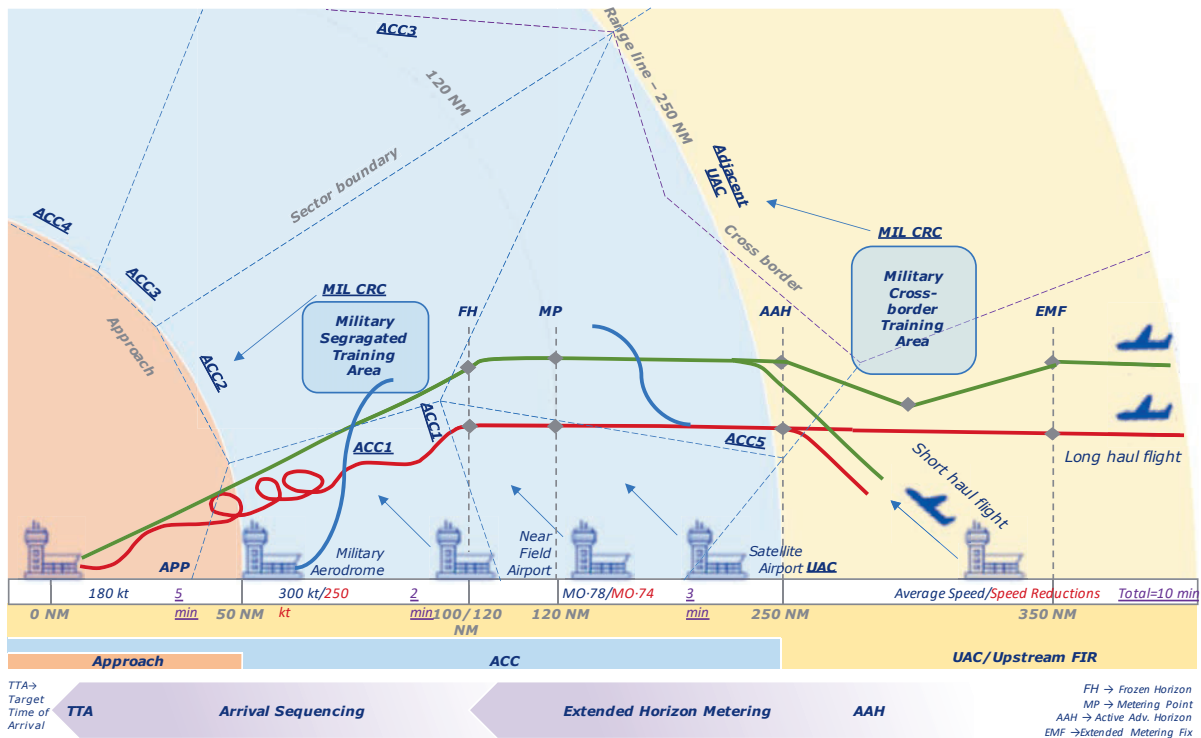 ACC3
Range line – 250 NM
120 NM
Adjacent
UAC
Sector boundary
ACC4
MIL CRC
Cross border
ACC3
MIL CRC
Military
Cross-
border
Training
Area
Military
Segragated
Training
Area
FH
MP
AAH
EMF
Approach
ACC2
ACC1
ACC1
ACC5
Short haul flight
Long haul flight
APP
Military
Aerodrome
Near
Field
Airport
Satellite
Airport UAC
180 kt
5
min
300 kt/250
kt
2
min
MO·78/MO·74
3
min
Average Speed/Speed Reductions
Total=10 min
0 NM
50 NM
100/120
NM
120 NM
250 NM
350 NM
Approach
ACC
UAC/Upstream FIR
TTA→
Target
Time of
Arrival
TTA
Arrival Sequencing
Extended Horizon Metering
AAH
FH → Frozen Horizon
MP → Metering Point
AAH → Active Adv. Horizon
EMF →Extended Metering Fix